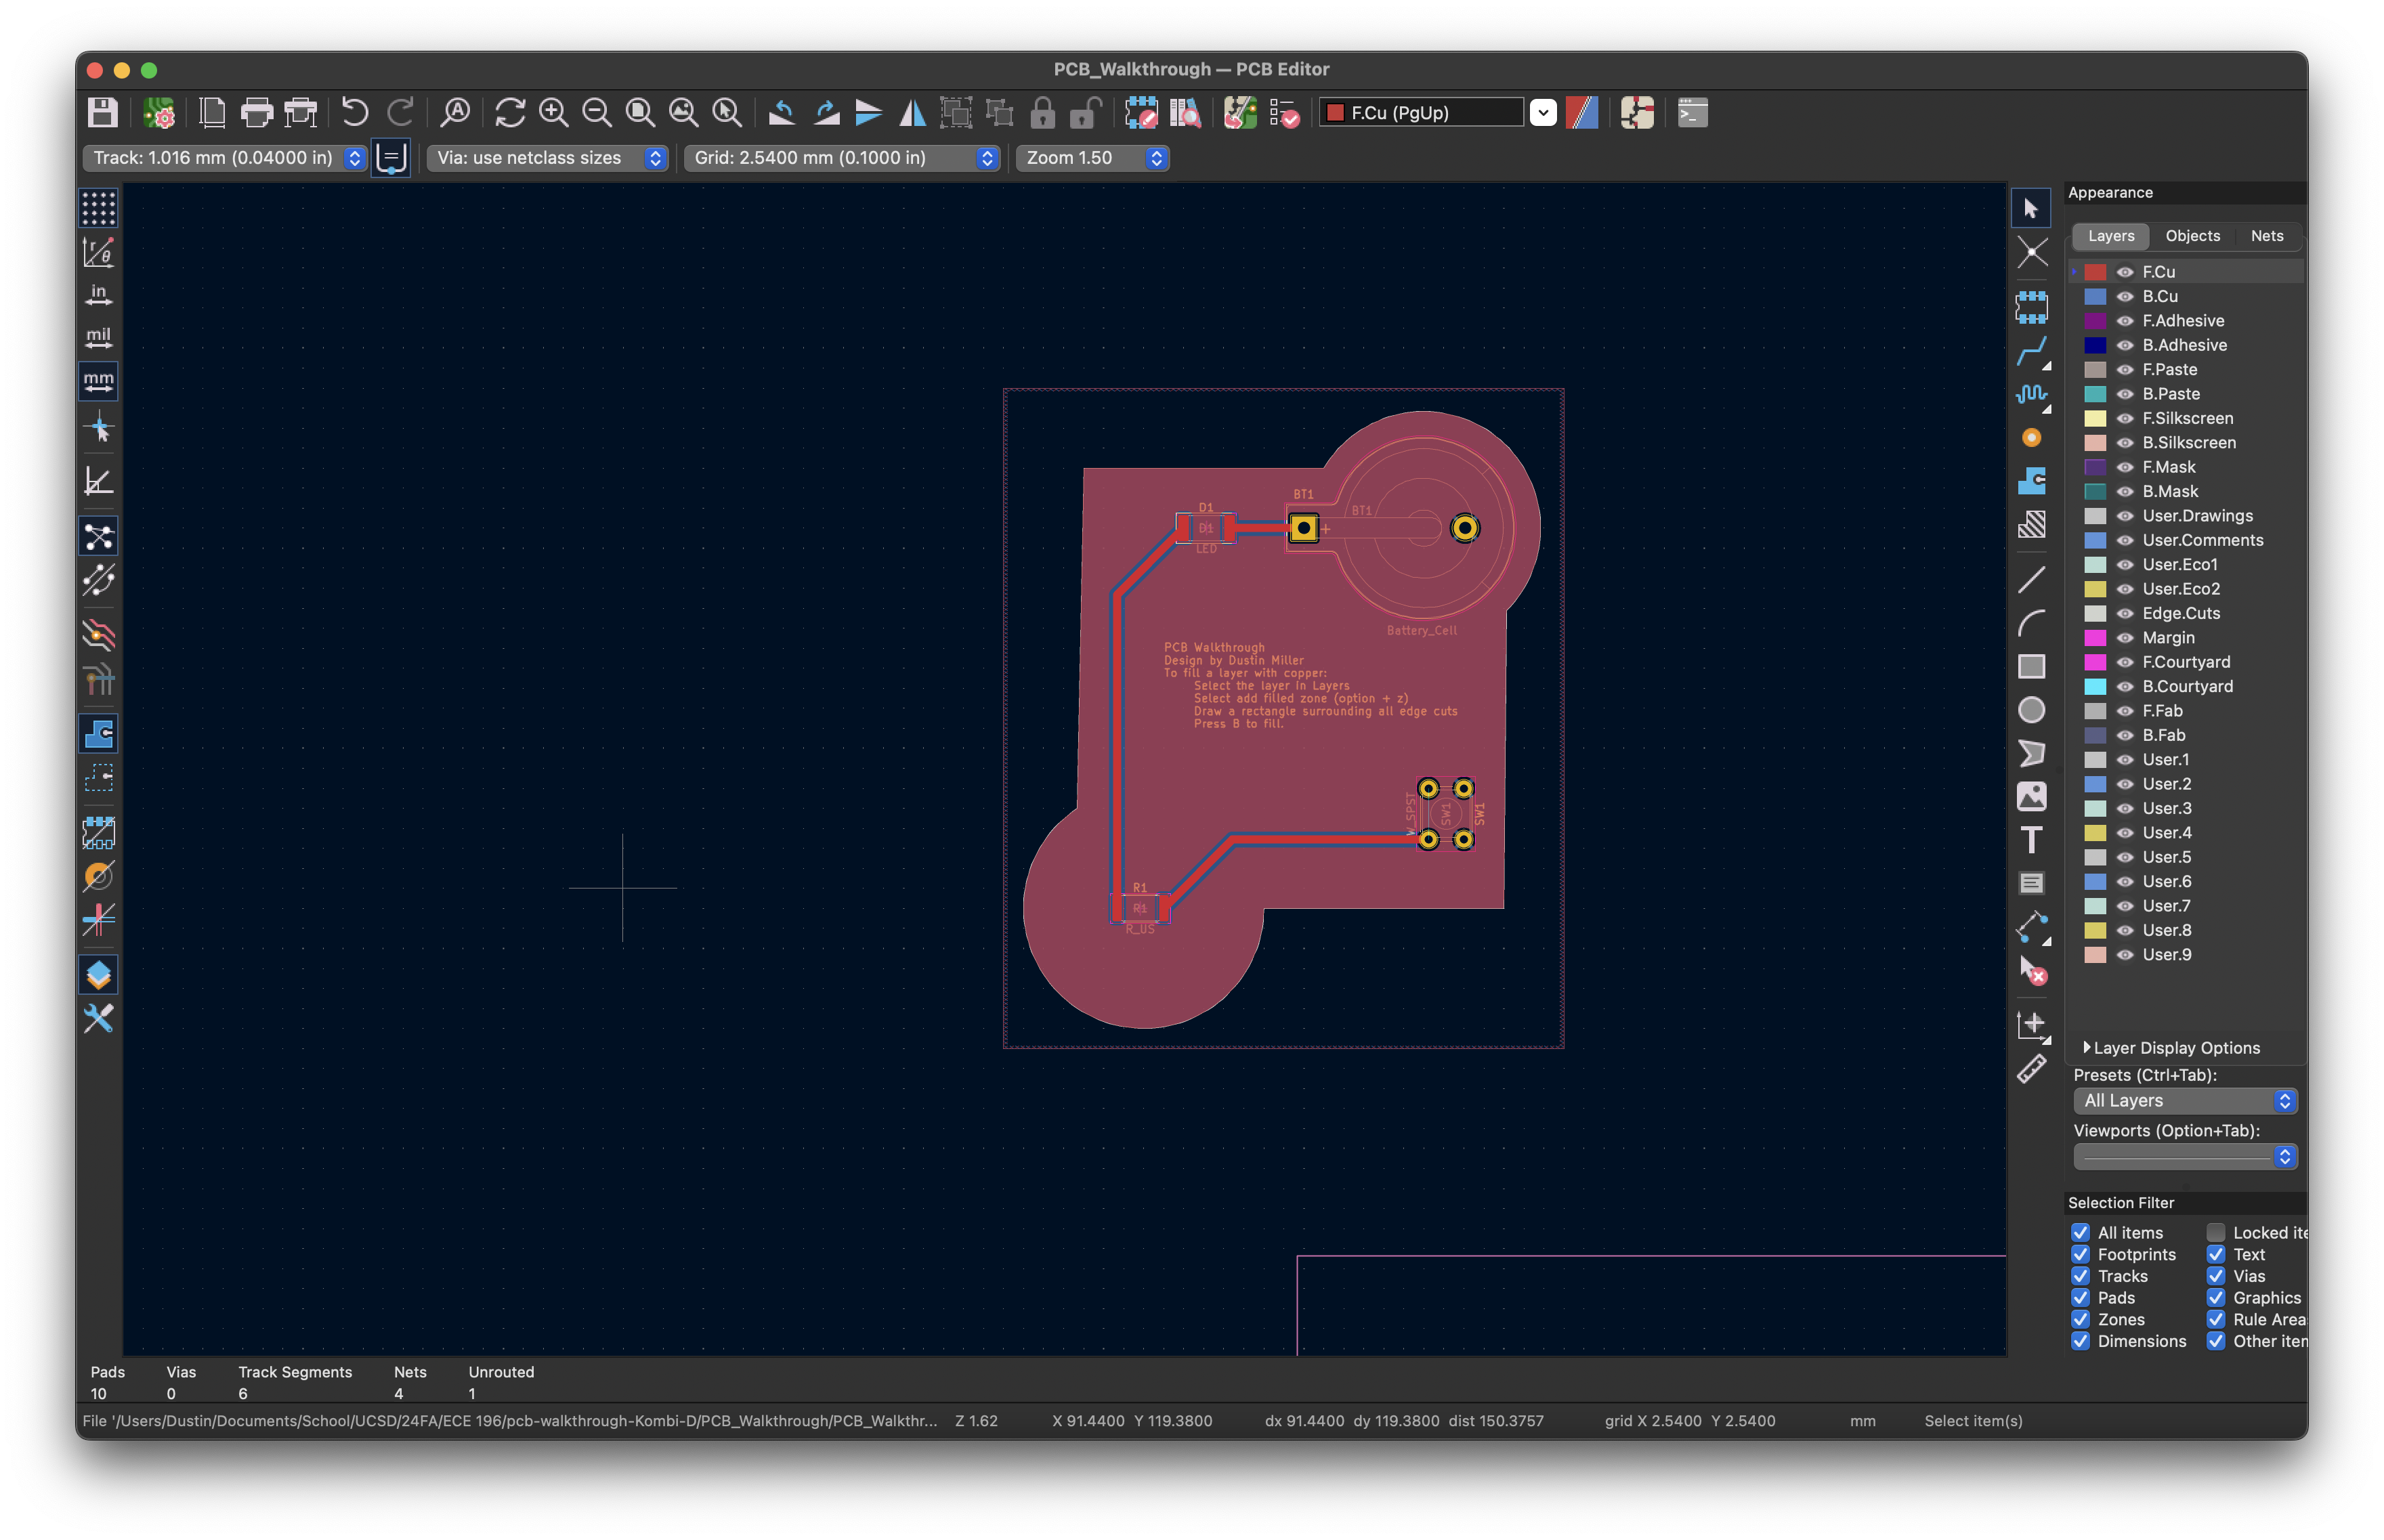 PCB_Walkthrough — PCB Editor
F.Cu (PgUp)
Track: 1.016 mm (0.04000 in)
Via: use netclass sizes
Grid: 2.5400 mm (0.1000 in)
Zoom 1.50
r
θ
in
mil
mm
D1
D1
LED
BT1
BT1
+
Battery_Cell
PCB Walkthrough
Design by Dustin Miller
To fill a layer with copper:
Select the layer in Layers
Select add filled zone (option + z)
Draw a rectangle surrounding all edge cuts
Press B to fill.
W_SPST
SW1
SW1
R1
R1
R_US
T
Appearance
Layers Objects Nets
F.Cu
B.Cu
F.Adhesive
B.Adhesive
F.Paste
B.Paste
F.Silkscreen
B.Silkscreen
F.Mask
B.Mask
User.Drawings
User.Comments
User.Eco1
User.Eco2
Edge.Cuts
Margin
F.Courtyard
B.Courtyard
F.Fab
B.Fab
User.1
User.2
User.3
User.4
User.5
User.6
User.7
User.8
User.9
Layer Display Options
Presets (Ctrl+Tab):
All Layers
Viewports (Option+Tab):
Selection Filter
All items Locked ite
Footprints Text
Tracks Vias
Pads Graphics
Zones Rule Area
Dimensions Other iten
Pads Vias Track Segments Nets Unrouted
10 0 6 4 1
File '/Users/Dustin/Documents/School/UCSD/24FA/ECE 196/pcb-walkthrough-Kombi-D/PCB_Walkthrough/PCB_Walkthr... Z 1.62 X 91.4400 Y 119.3800 dx 91.4400 dy 119.3800 dist 150.3757 grid X 2.5400 Y 2.5400 mm Select item(s)